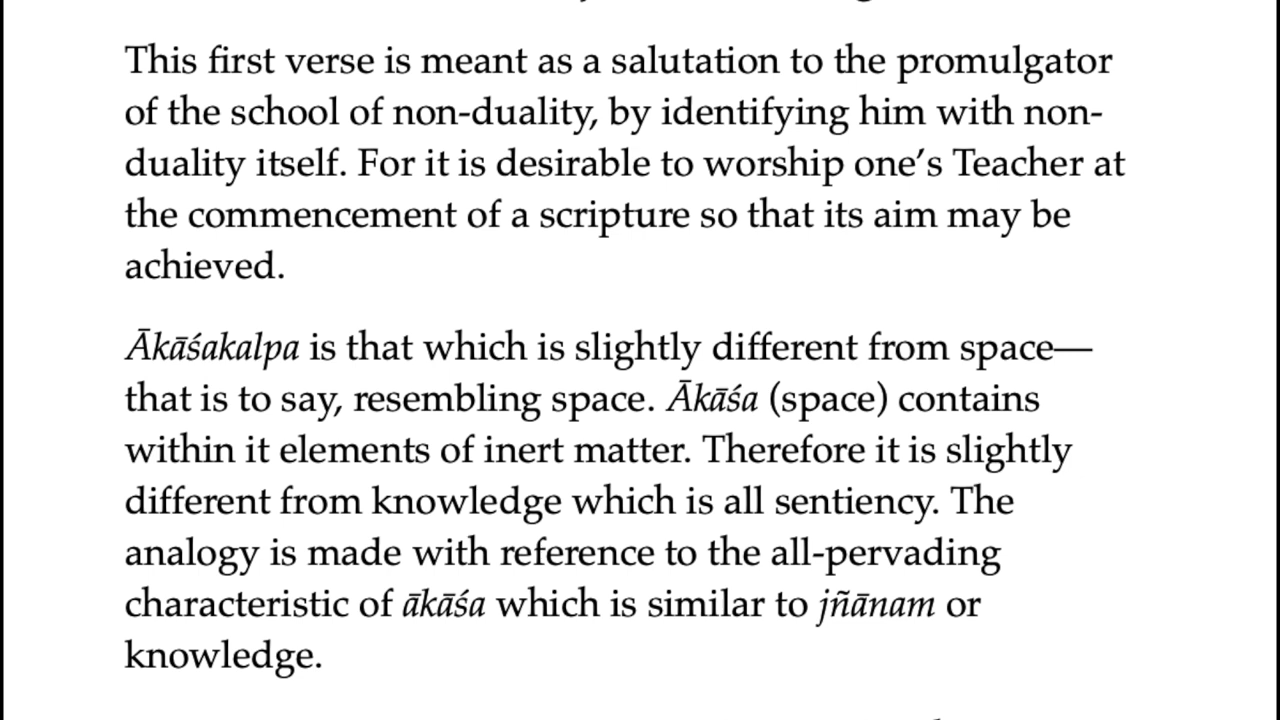 This first verse is meant as a salutation to the promulgator
of the school of non-duality, by identifying him with non-
duality itself. For it is desirable to worship one’s Teacher at
the commencement of a scripture so that its aim may be
achieved.
Ākāśakalpa is that which is slightly different from space—
that is to say, resembling space. Ākāśa (space) contains
within it elements of inert matter. Therefore it is slightly
different from knowledge which is all sentiency. The
analogy is made with reference to the all-pervading
characteristic of ākāśa which is similar to jñānam or
knowledge.